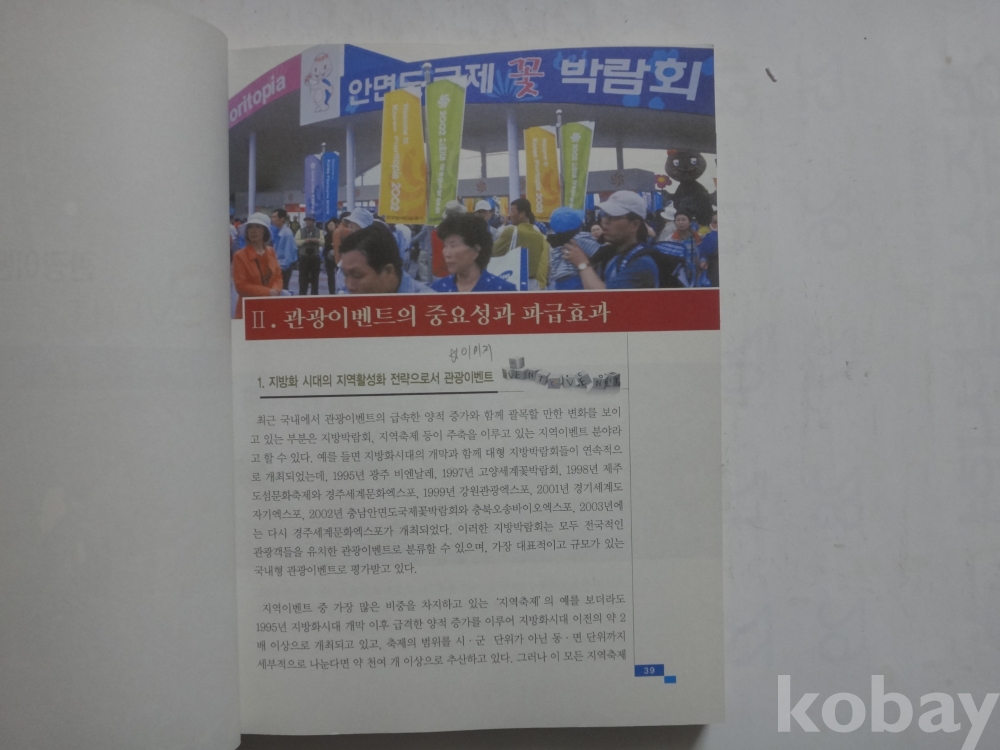 oritopia
안면도국제 꽃 박람회
Ⅱ. 관광이벤트의 중요성과 파급효과
1. 지방화 시대의 지역활성화 전략으로서 관광이벤트
최근 국내에서 관광이벤트의 급속한 양적 증가와 함께 괄목할 만한 변화를 보이
고 있는 부분은 지방박람회, 지역축제 등이 주축을 이루고 있는 지역이벤트 분야라
고 할 수 있다. 예를 들면 지방화시대의 개막과 함께 대형 지방박람회들이 연속적으
로 개최되었는데, 1995년 광주 비엔날레, 1997년 고양세계꽃박람회, 1998년 제주
도섬문화축제와 경주세계문화엑스포, 1999년 강원관광엑스포, 2001년 경기세계도
자기엑스포, 2002년 충남안면도국제꽃박람회와 충북오송바이오엑스포, 2003년에
는 다시 경주세계문화엑스포가 개최되었다. 이러한 지방박람회는 모두 전국적인
관광객들을 유치한 관광이벤트로 분류할 수 있으며, 가장 대표적이고 규모가 있는
국내형 관광이벤트로 평가받고 있다.
지역이벤트 중 가장 많은 비중을 차지하고 있는 '지역축제'의 예를 보더라도
1995년 지방화시대 개막 이후 급격한 양적 증가를 이루어 지방화시대 이전의 약 2
배 이상으로 개최되고 있고, 축제의 범위를 시·군 단위가 아닌 동·면 단위까지
세부적으로 나눈다면 약 천여 개 이상으로 추산하고 있다. 그러나 이 모든 지역축제
39
kobay